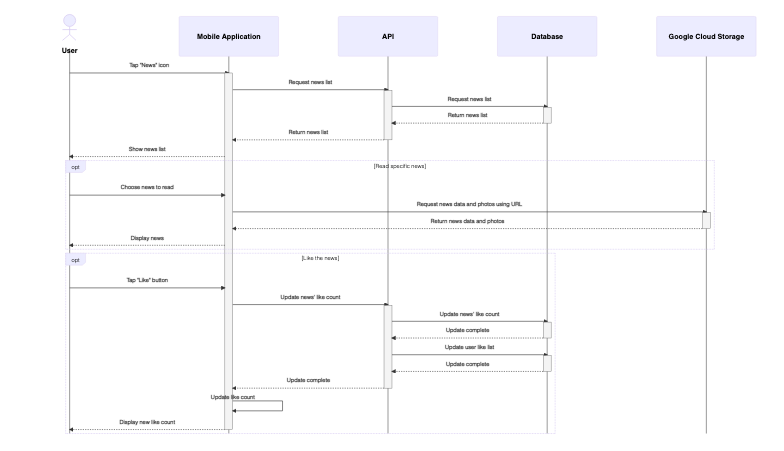 User
Mobile Application
API
Database
Google Cloud Storage
Tap "News" icon
Request news list
Request news list
Return news list
Return news list
Show news list
opt
[Read specific news]
Choose news to read
Request news data and photos using URL
Return news data and photos
Display news
opt
[Like the news]
Tap "Like" button
Update news' like count
Update news' like count
Update complete
Update user like list
Update complete
Update complete
Update like count
Display new like count